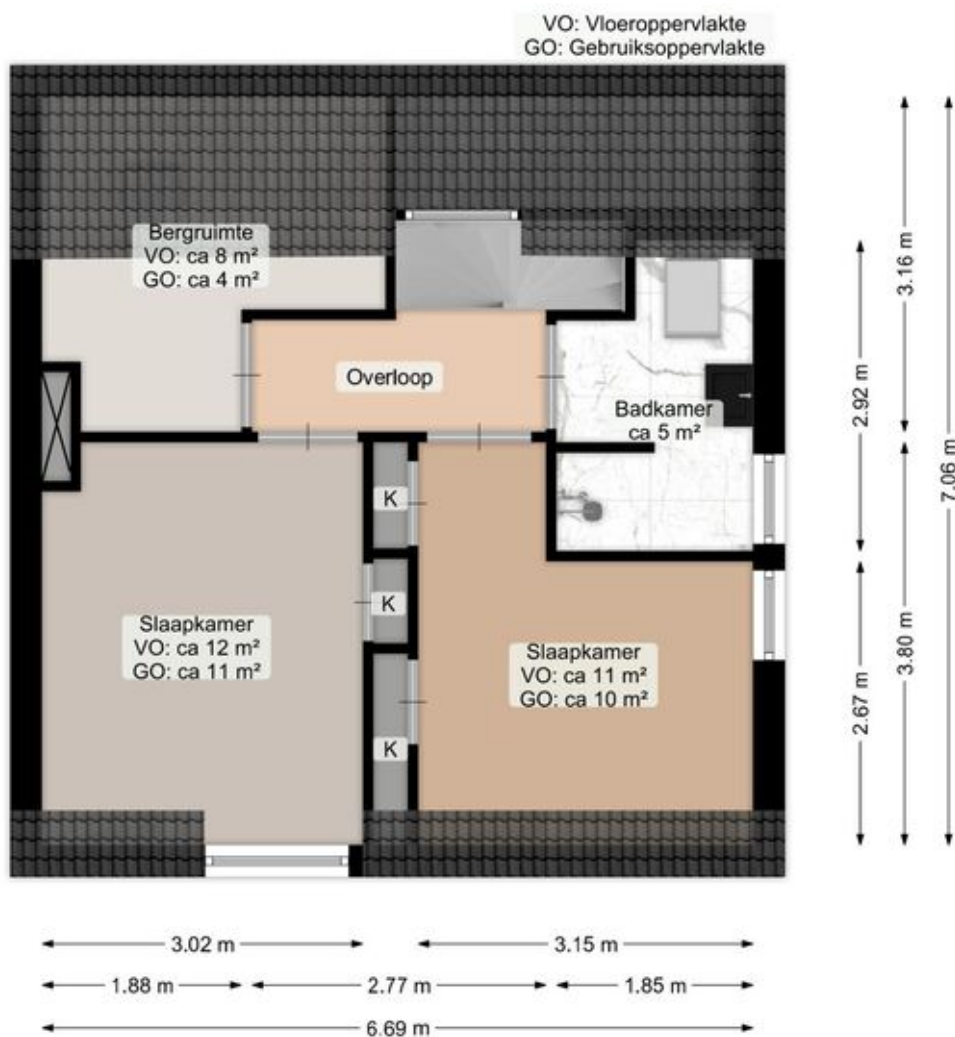 VO: Vloeroppervlakte
GO: Gebruiksoppervlakte
Bergruimte
VO: ca 8 m²
GO: ca 4 m²
Overloop
Badkamer
ca 5 m²
K
K
K
Slaapkamer
VO: ca 12 m²
GO: ca 11 m²
Slaapkamer
VO: ca 11 m²
GO: ca 10 m²
3.16 m
2.92 m
7.06 m
3.80 m
2.67 m
3.02 m
3.15 m
1.88 m
2.77 m
1.85 m
6.69 m